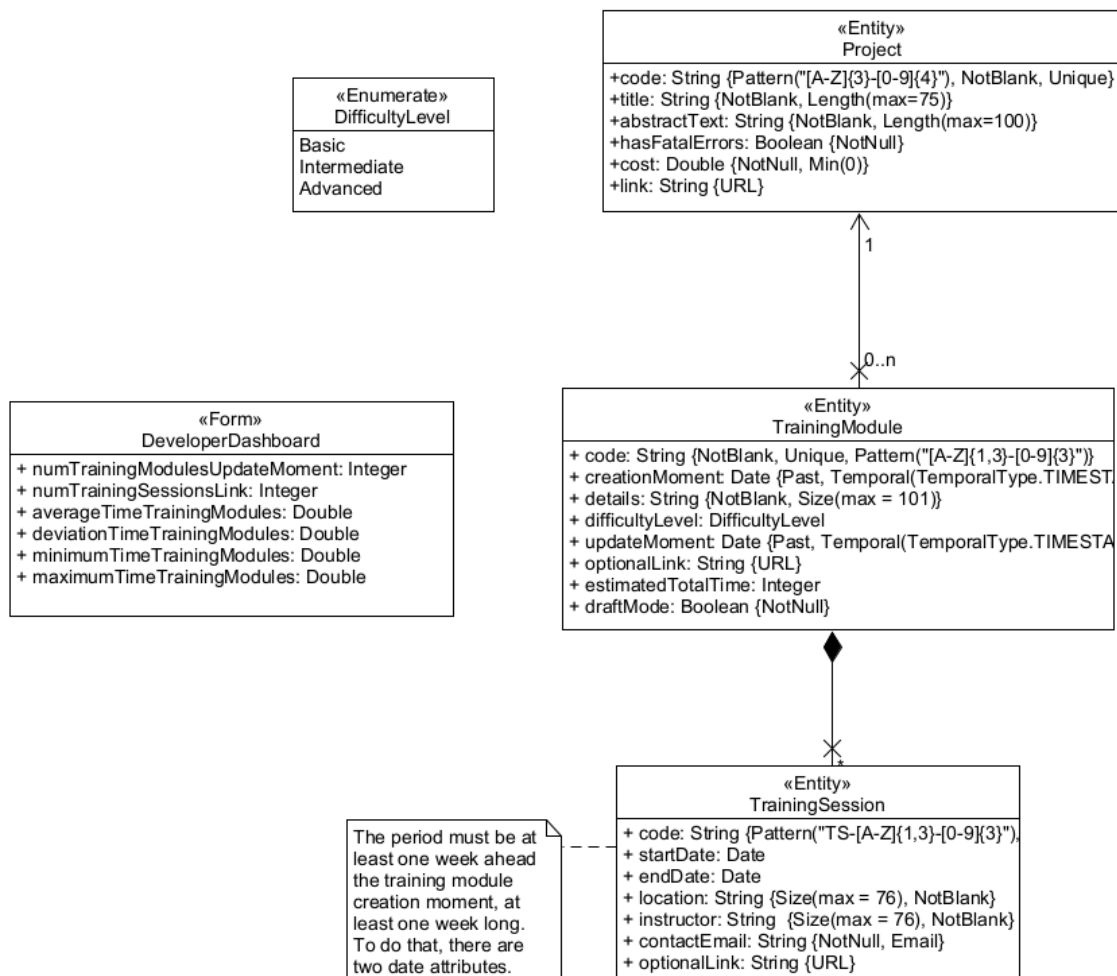 «Entity»
Project
+code: String {Pattern("[A-Z]{3}-[0-9]{4}"), NotBlank, Unique}
+title: String {NotBlank, Length(max=75)}
+abstractText: String {NotBlank, Length(max=100)}
+hasFatalErrors: Boolean {NotNull}
+cost: Double {NotNull, Min(0)}
+link: String {URL}
«Enumerate»
DifficultyLevel
Basic
Intermediate
Advanced
1
0..n
«Form»
DeveloperDashboard
+ numTrainingModulesUpdateMoment: Integer
+ numTrainingSessionsLink: Integer
+ averageTimeTrainingModules: Double
+ deviationTimeTrainingModules: Double
+ minimumTimeTrainingModules: Double
+ maximumTimeTrainingModules: Double
«Entity»
TrainingModule
+ code: String {NotBlank, Unique, Pattern("[A-Z]{1,3}-[0-9]{3}")}
+ creationMoment: Date {Past, Temporal(TemporalType.TIMESTA
+ details: String {NotBlank, Size(max = 101)}
+ difficultyLevel: DifficultyLevel
+ updateMoment: Date {Past, Temporal(TemporalType.TIMESTA
+ optionalLink: String {URL}
+ estimatedTotalTime: Integer
+ draftMode: Boolean {NotNull}
*
«Entity»
TrainingSession
+ code: String {Pattern("TS-[A-Z]{1,3}-[0-9]{3}"),
+ startDate: Date
+ endDate: Date
+ location: String {Size(max = 76), NotBlank}
+ instructor: String {Size(max = 76), NotBlank}
+ contactEmail: String {NotNull, Email}
+ optionalLink: String {URL}
The period must be at
least one week ahead
the training module
creation moment, at
least one week long.
To do that, there are
two date attributes.